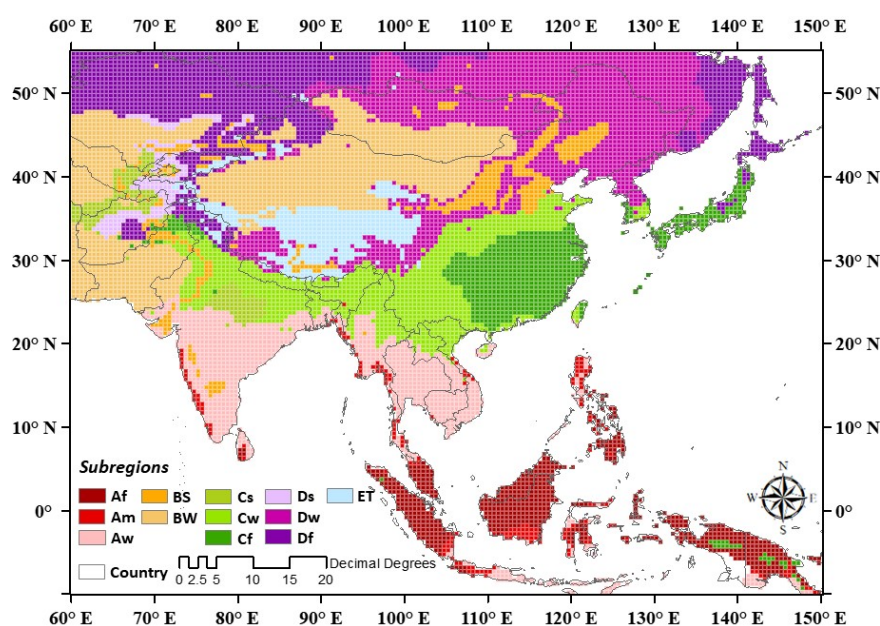 60° E 70° E 80° E 90° E 100° E 110° E 120° E 130° E 140° E 150° E
50° N 50° N
40° N 40° N
30° N 30° N
20° N 20° N
10° N 10° N
Subregions
N
Af BS Cs Ds ET
W E
0° 0°
Am BW Cw Dw
S
Aw Cf Df
Country
Decimal Degrees
0 2.5 5 10 15 20
60° E 70° E 80° E 90° E 100° E 110° E 120° E 130° E 140° E 150° E